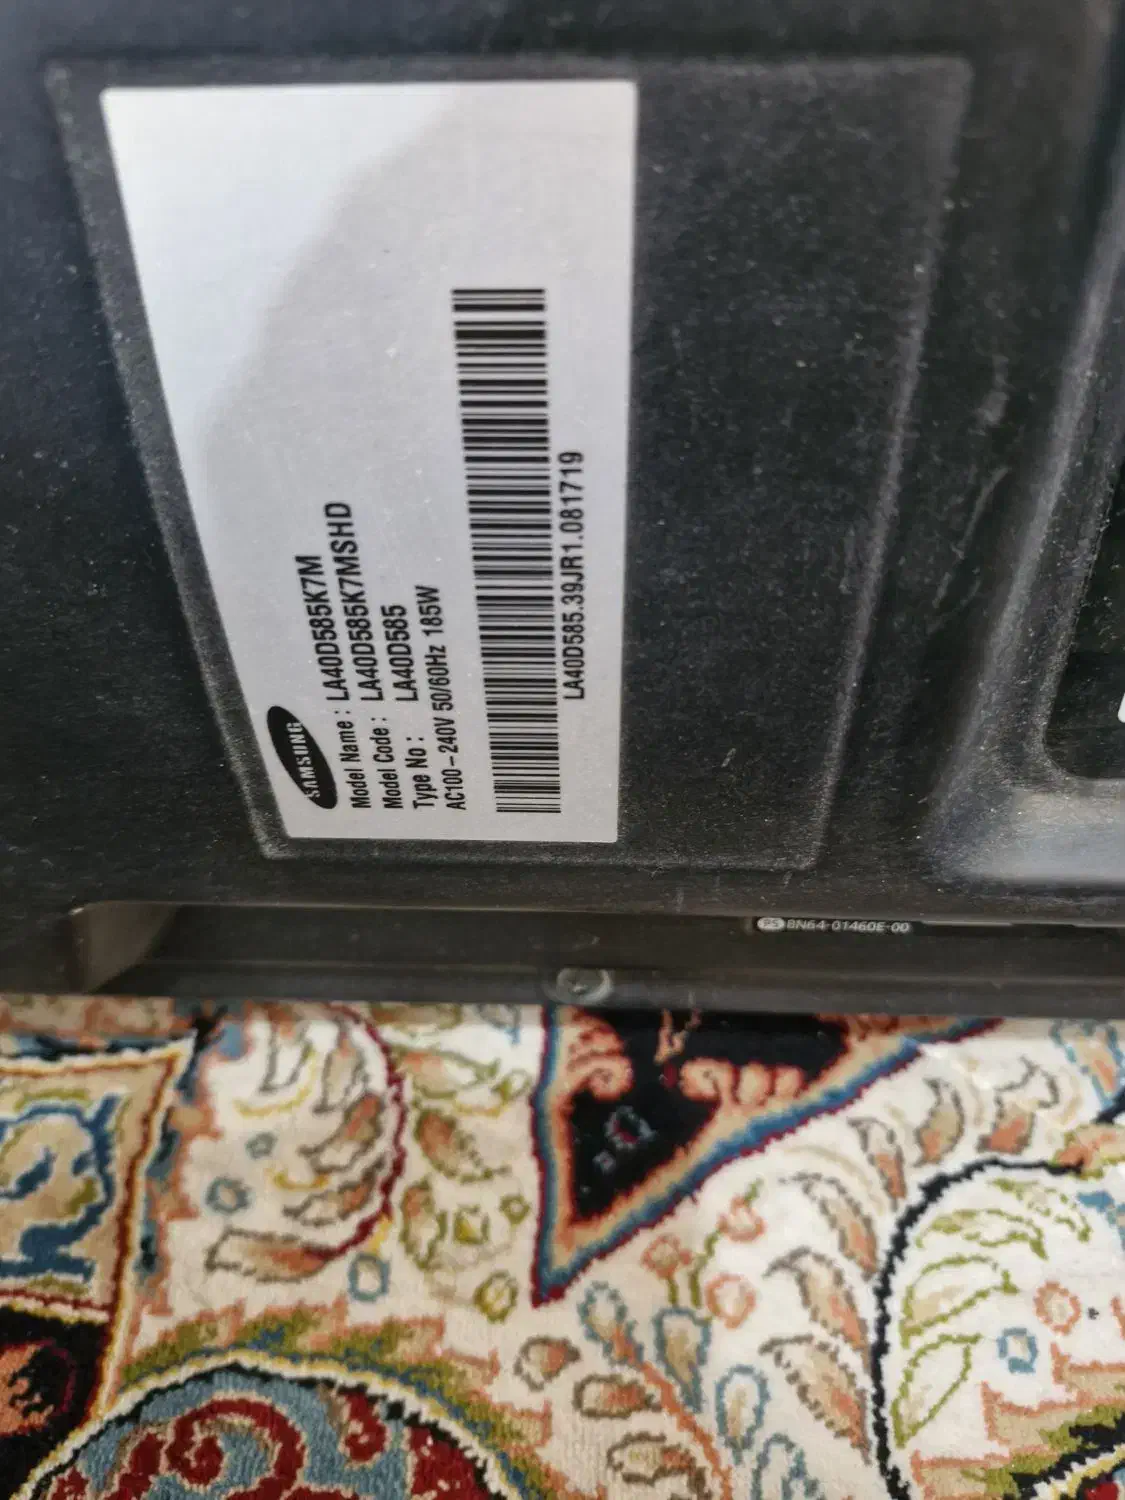 SAMSUNG
Model Name : LA40D585K7M
Model Code : LA40D585K7MSHD
Type No : LA40D585
AC100-240V 50/60Hz 185W
LA40D585.39JR1.081719
PS BN64-01460E-00